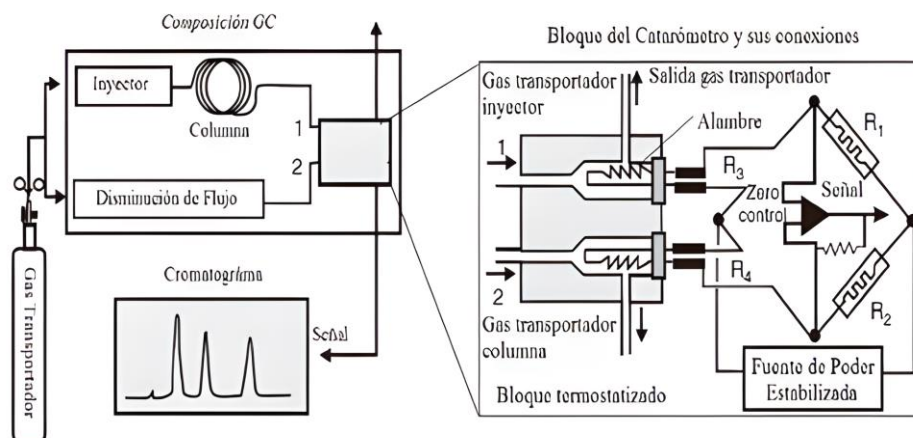 Composición GC
Inyector
Columna
1
2
Disminución de Flujo
Gas Transportador
Cromatograma
Señal
Bloque del Catarómetro y sus conexiones
Gas transportador
inyector
Salida gas transportador
Alambre
1
R1
R3
Zero
control
Señal
R4
R2
2
Gas transportador
columna
Bloque termostatizado
Fuente de Poder
Estabilizada